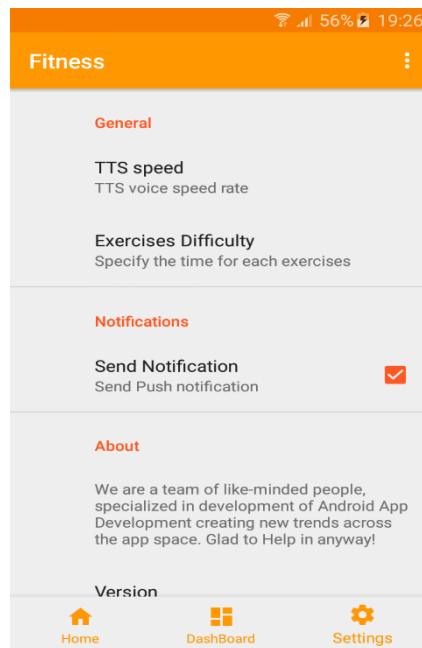 56% 19:26
Fitness
General
TTS speed
TTS voice speed rate
Exercises Difficulty
Specify the time for each exercises
Notifications
Send Notification
Send Push notification
About
We are a team of like-minded people,
specialized in development of Android App
Development creating new trends across
the app space. Glad to Help in anyway!
Version
Home DashBoard Settings